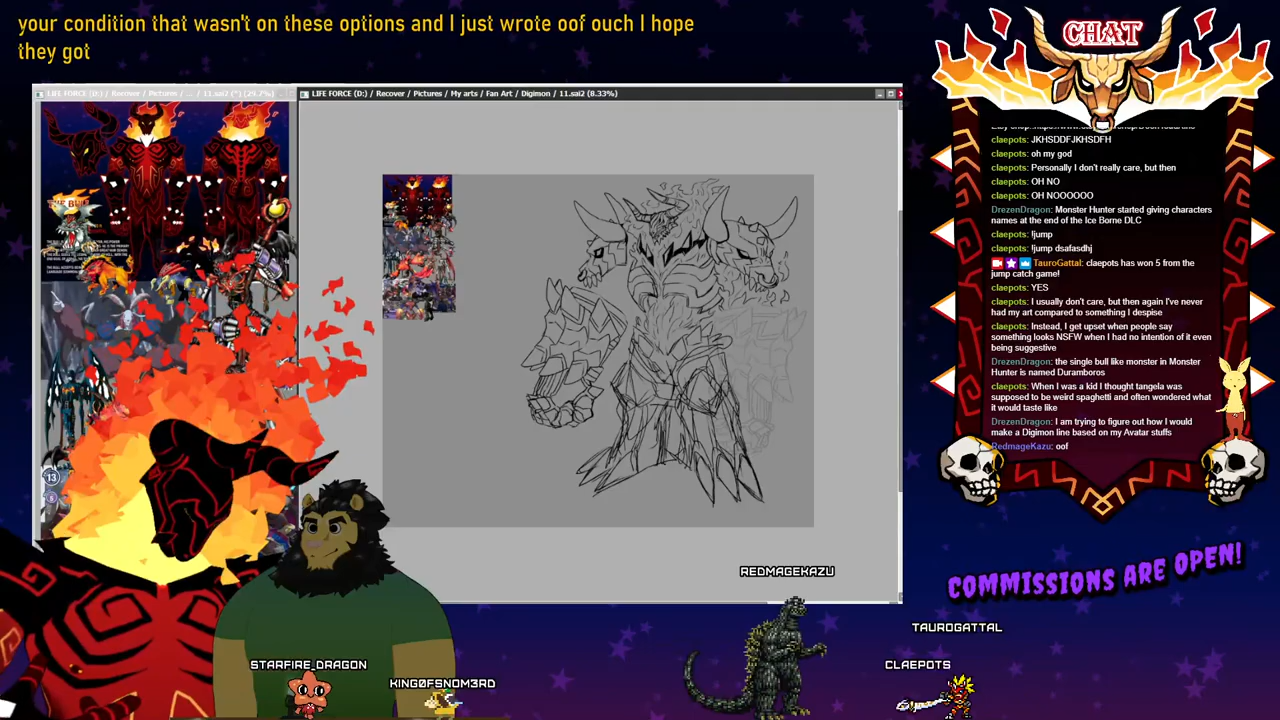 your condition that wasn't on these options and I just wrote oof ouch I hope
they got
CHAT
LIFE FORCE (D:) / Recover / Pictures / ... / 11.sai2 (*) (29.2%)
LIFE FORCE (D:) / Recover / Pictures / My arts / Fan Art / Digimon / 11.sai2 (8.33%)
claepots: JKHSDDFJKHSDFH
claepots: oh my god
claepots: Personally I don't really care, but then
claepots: OH NO
claepots: OH NOOOOOO
DrezenDragon: Monster Hunter started giving characters
names at the end of the Ice Borne DLC
claepots: !jump
claepots: !jump dsafasdhj
TauroGattal: claepots has won 5 from the
jump catch game!
claepots: YES
claepots: I usually don't care, but then again I've never
had my art compared to something I despise
claepots: Instead, I get upset when people say
something looks NSFW when I had no intention of it even
being suggestive
DrezenDragon: the single bull like monster in Monster
Hunter is named Duramboros
claepots: When I was a kid I thought tangela was
supposed to be weird spaghetti and often wondered what
it would taste like
DrezenDragon: I am trying to figure out how I would
make a Digimon line based on my Avatar stuffs
RedmageKazu: oof
13
COMMISSIONS ARE OPEN!
REDMAGEKAZU
TAUROGATTAL
STARFIRE_DRAGON
CLAEPOTS
KING0FSNOM3RD